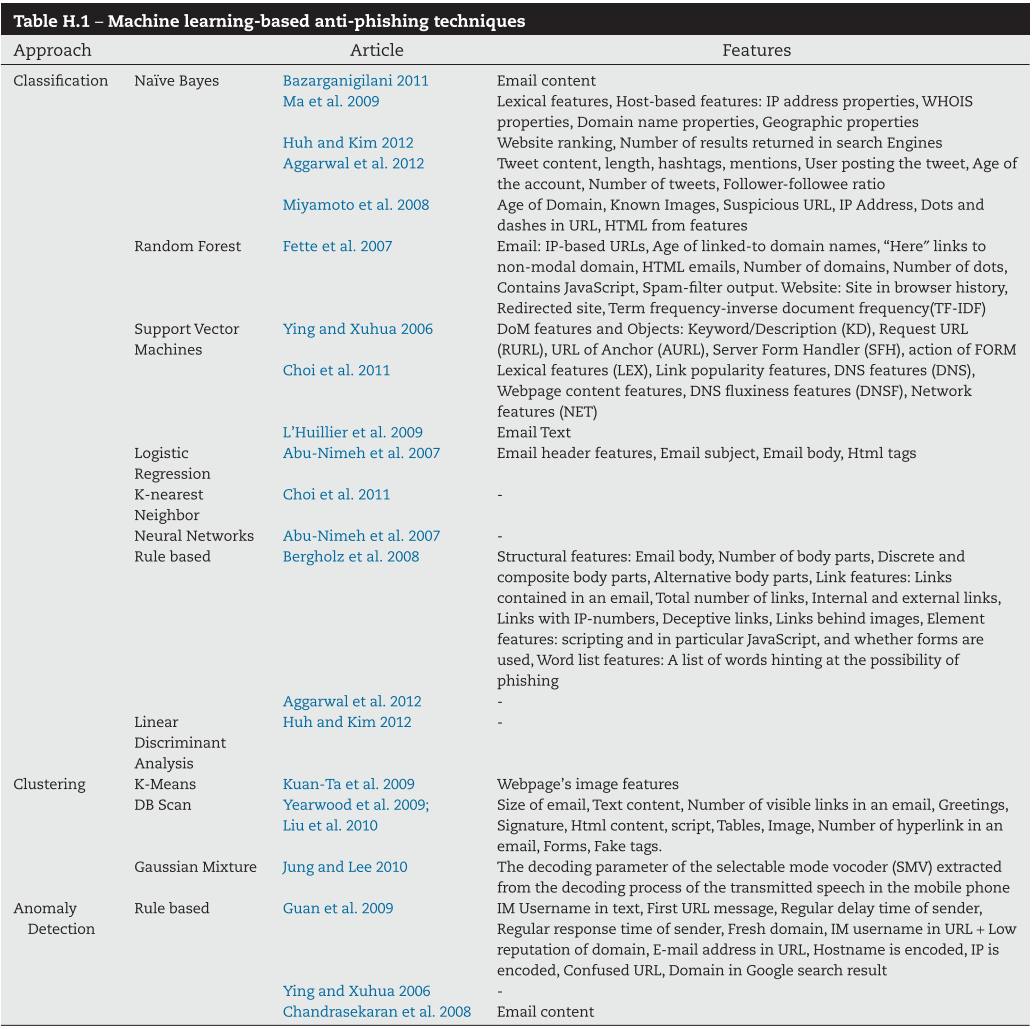 Table H.1 – Machine learning-based anti-phishing techniques
Approach Article Features
Classification Naïve Bayes Bazarganigilani 2011 Email content
Ma et al. 2009 Lexical features, Host-based features: IP address properties, WHOIS
properties, Domain name properties, Geographic properties
Huh and Kim 2012 Website ranking, Number of results returned in search Engines
Aggarwal et al. 2012 Tweet content, length, hashtags, mentions, User posting the tweet, Age of
the account, Number of tweets, Follower-followee ratio
Miyamoto et al. 2008 Age of Domain, Known Images, Suspicious URL, IP Address, Dots and
dashes in URL, HTML from features
Random Forest Fette et al. 2007 Email: IP-based URLs, Age of linked-to domain names, “Here” links to
non-modal domain, HTML emails, Number of domains, Number of dots,
Contains JavaScript, Spam-filter output. Website: Site in browser history,
Redirected site, Term frequency-inverse document frequency(TF-IDF)
Support Vector Ying and Xuhua 2006 DoM features and Objects: Keyword/Description (KD), Request URL
Machines (RURL), URL of Anchor (AURL), Server Form Handler (SFH), action of FORM
Choi et al. 2011 Lexical features (LEX), Link popularity features, DNS features (DNS),
Webpage content features, DNS fluxiness features (DNSF), Network
features (NET)
L’Huillier et al. 2009 Email Text
Logistic Abu-Nimeh et al. 2007 Email header features, Email subject, Email body, Html tags
Regression
K-nearest Choi et al. 2011 -
Neighbor
Neural Networks Abu-Nimeh et al. 2007 -
Rule based Bergholz et al. 2008 Structural features: Email body, Number of body parts, Discrete and
composite body parts, Alternative body parts, Link features: Links
contained in an email, Total number of links, Internal and external links,
Links with IP-numbers, Deceptive links, Links behind images, Element
features: scripting and in particular JavaScript, and whether forms are
used, Word list features: A list of words hinting at the possibility of
phishing
Aggarwal et al. 2012 -
Linear Huh and Kim 2012 -
Discriminant
Analysis
Clustering K-Means Kuan-Ta et al. 2009 Webpage’s image features
DB Scan Yearwood et al. 2009; Size of email, Text content, Number of visible links in an email, Greetings,
Liu et al. 2010 Signature, Html content, script, Tables, Image, Number of hyperlink in an
email, Forms, Fake tags.
Gaussian Mixture Jung and Lee 2010 The decoding parameter of the selectable mode vocoder (SMV) extracted
from the decoding process of the transmitted speech in the mobile phone
Anomaly Rule based Guan et al. 2009 IM Username in text, First URL message, Regular delay time of sender,
Detection Regular response time of sender, Fresh domain, IM username in URL + Low
reputation of domain, E-mail address in URL, Hostname is encoded, IP is
encoded, Confused URL, Domain in Google search result
Ying and Xuhua 2006 -
Chandrasekaran et al. 2008 Email content